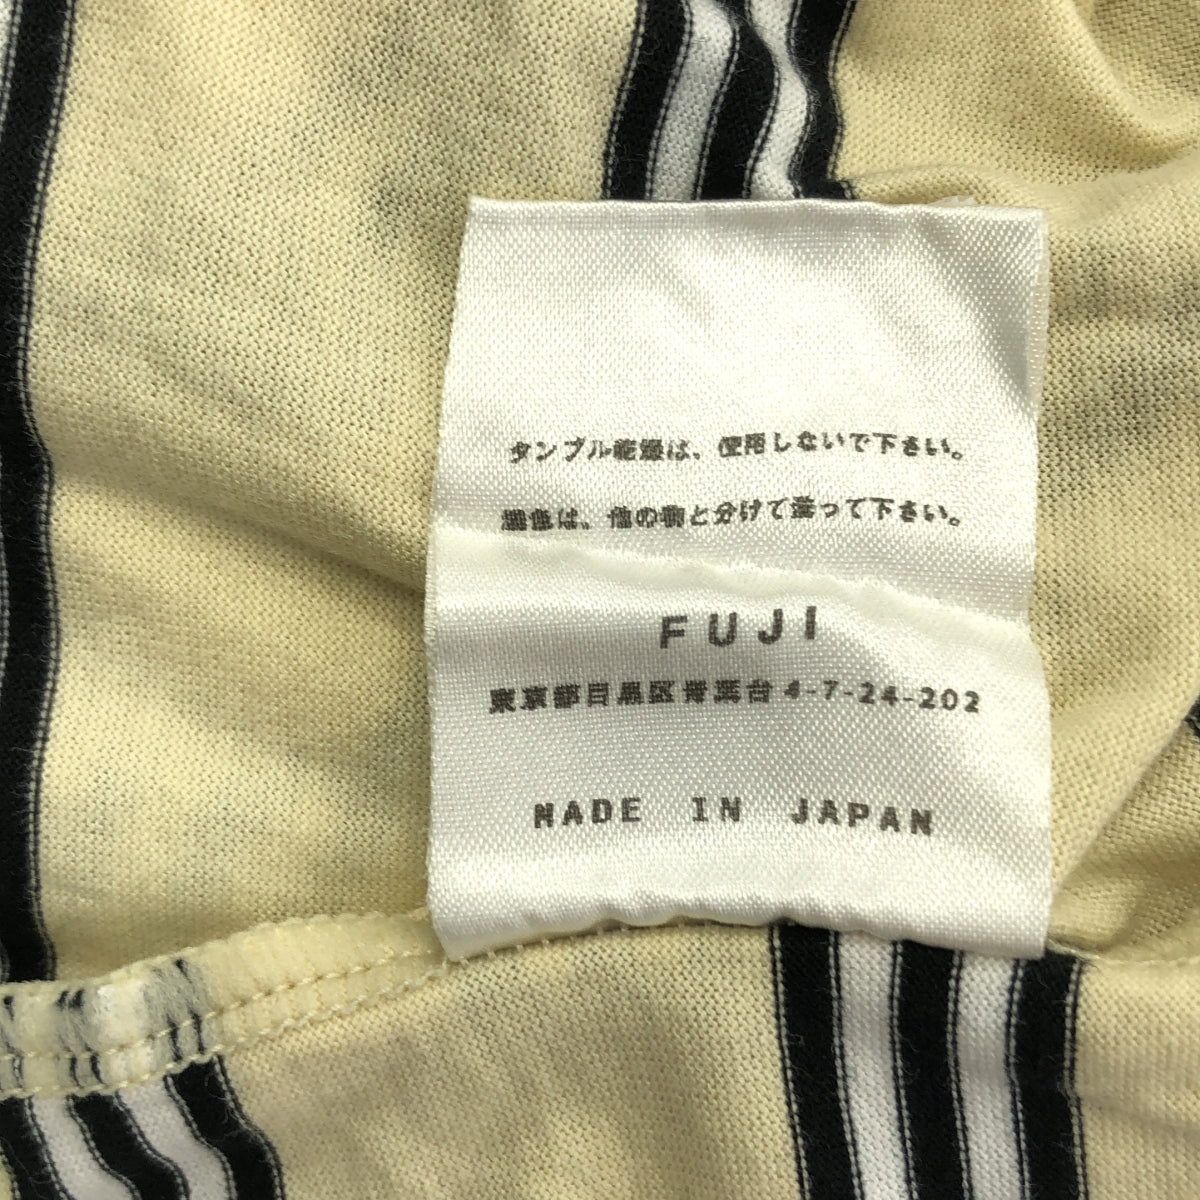 タンブル乾燥は、使用しないで下さい。
濃色は、他の物と分けて洗って下さい。
FUJI
東京都目黒区青葉台4-7-24-202
MADE IN JAPAN